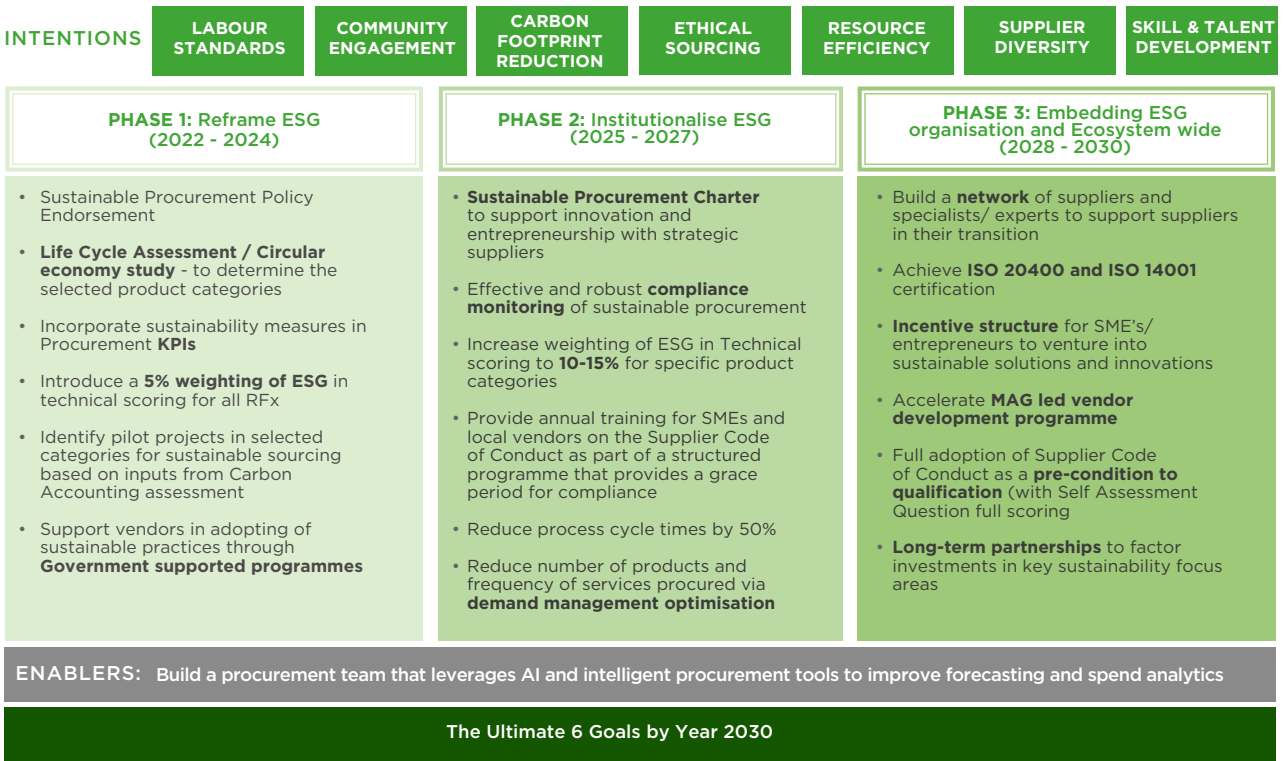 INTENTIONS
LABOUR
STANDARDS
COMMUNITY
ENGAGEMENT
CARBON
FOOTPRINT
REDUCTION
ETHICAL
SOURCING
RESOURCE
EFFICIENCY
SUPPLIER
DIVERSITY
SKILL & TALENT
DEVELOPMENT
PHASE 1: Reframe ESG
(2022 - 2024)
• Sustainable Procurement Policy
Endorsement
• Life Cycle Assessment / Circular
economy study - to determine the
selected product categories
• Incorporate sustainability measures in
Procurement KPIs
• Introduce a 5% weighting of ESG in
technical scoring for all RFx
• Identify pilot projects in selected
categories for sustainable sourcing
based on inputs from Carbon
Accounting assessment
• Support vendors in adopting of
sustainable practices through
Government supported programmes
PHASE 2: Institutionalise ESG
(2025 - 2027)
• Sustainable Procurement Charter
to support innovation and
entrepreneurship with strategic
suppliers
• Effective and robust compliance
monitoring of sustainable procurement
• Increase weighting of ESG in Technical
scoring to 10-15% for specific product
categories
• Provide annual training for SMEs and
local vendors on the Supplier Code
of Conduct as part of a structured
programme that provides a grace
period for compliance
• Reduce process cycle times by 50%
• Reduce number of products and
frequency of services procured via
demand management optimisation
PHASE 3: Embedding ESG
organisation and Ecosystem wide
(2028 - 2030)
• Build a network of suppliers and
specialists/ experts to support suppliers
in their transition
• Achieve ISO 20400 and ISO 14001
certification
• Incentive structure for SME's/
entrepreneurs to venture into
sustainable solutions and innovations
• Accelerate MAG led vendor
development programme
• Full adoption of Supplier Code
of Conduct as a pre-condition to
qualification (with Self Assessment
Question full scoring
• Long-term partnerships to factor
investments in key sustainability focus
areas
ENABLERS: Build a procurement team that leverages AI and intelligent procurement tools to improve forecasting and spend analytics
The Ultimate 6 Goals by Year 2030